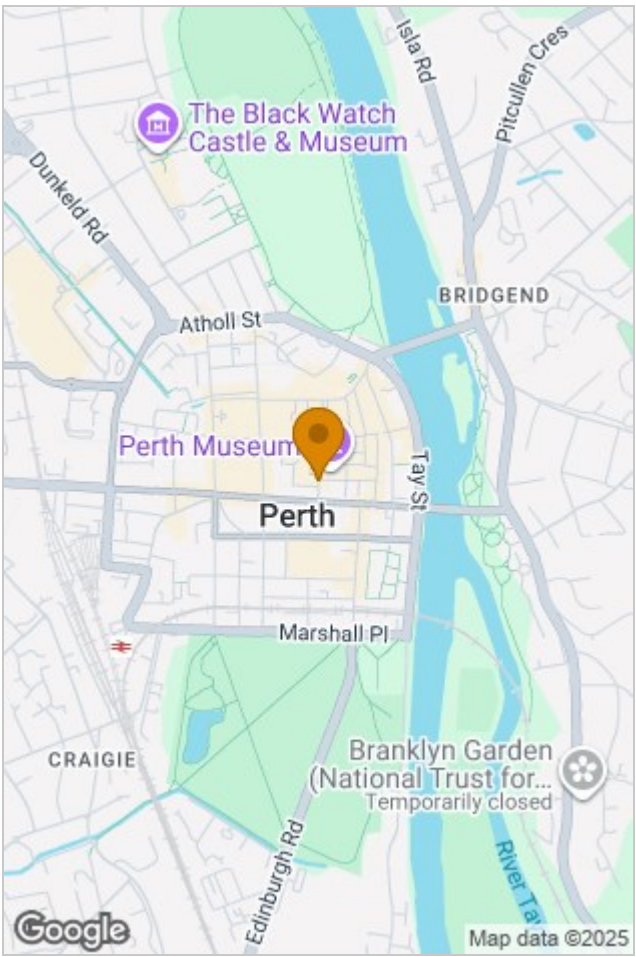 Isla Rd
Pitcullen Cres
The Black Watch
Castle & Museum
Dunkeld Rd
BRIDGEND
Atholl St
Perth Museum
Tay St
Perth
Marshall Pl
CRAIGIE
Branklyn Garden
(National Trust for...
Temporarily closed
Edinburgh Rd
River Tay
Google
Map data ©2025